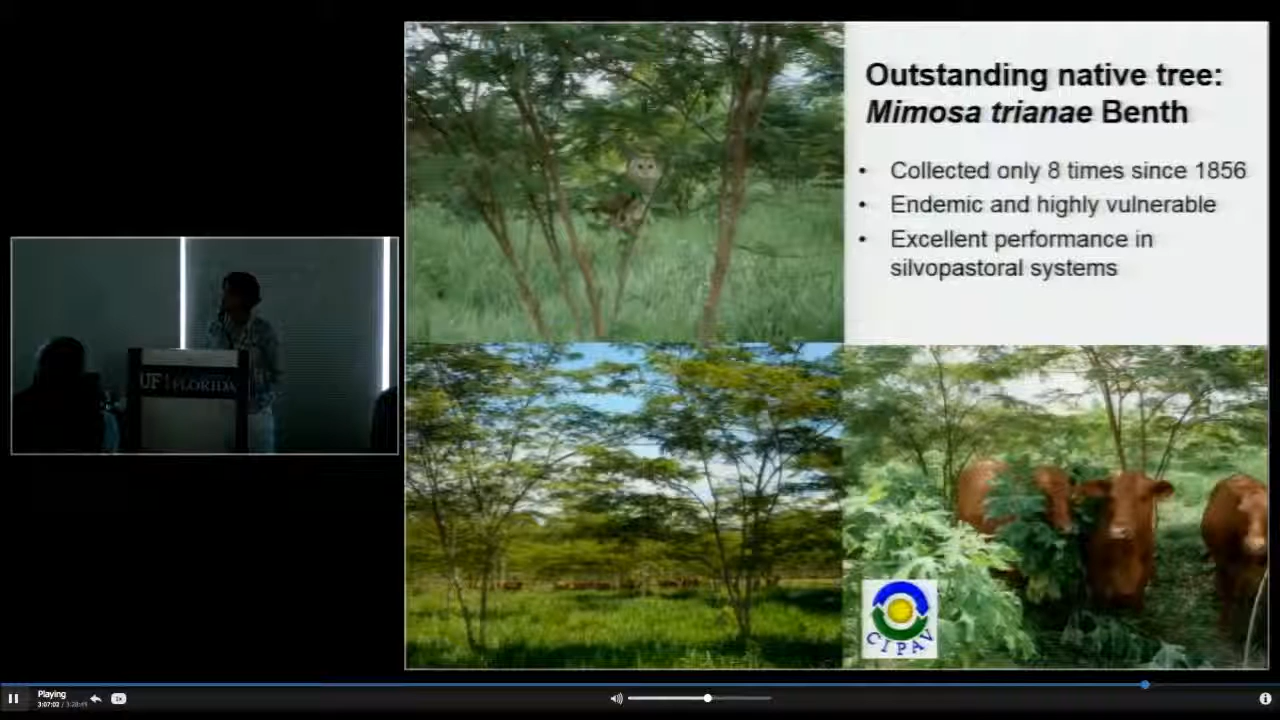 Outstanding native tree:
Mimosa trianae Benth
• Collected only 8 times since 1856
• Endemic and highly vulnerable
• Excellent performance in
silvopastoral systems
UF FLORIDA
CIPAV
Playing